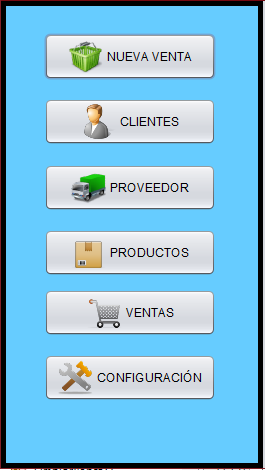 NUEVA VENTA
CLIENTES
PROVEEDOR
PRODUCTOS
VENTAS
CONFIGURACIÓN